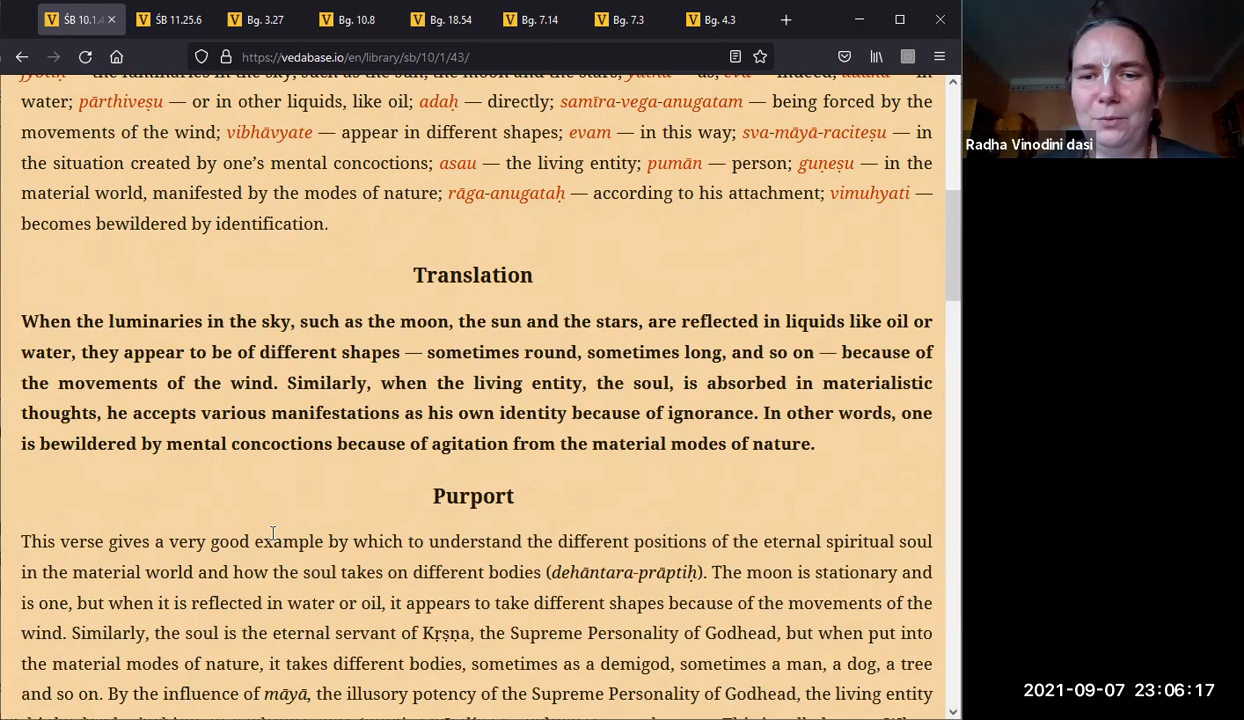 ŚB 10.1.4
ŚB 11.25.6
Bg. 3.27
Bg. 10.8
Bg. 18.54
Bg. 7.14
Bg. 7.3
Bg. 4.3
https://vedabase.io/en/library/sb/10/1/43/
water; pārthiveṣu — or in other liquids, like oil; adaḥ — directly; samīra-vega-anugatam — being forced by the
movements of the wind; vibhāvyate — appear in different shapes; evam — in this way; sva-māyā-raciteṣu — in
the situation created by one’s mental concoctions; asau — the living entity; pumān — person; guṇeṣu — in the
material world, manifested by the modes of nature; rāga-anugataḥ — according to his attachment; vimuhyati —
becomes bewildered by identification.
Translation
When the luminaries in the sky, such as the moon, the sun and the stars, are reflected in liquids like oil or
water, they appear to be of different shapes — sometimes round, sometimes long, and so on — because of
the movements of the wind. Similarly, when the living entity, the soul, is absorbed in materialistic
thoughts, he accepts various manifestations as his own identity because of ignorance. In other words, one
is bewildered by mental concoctions because of agitation from the material modes of nature.
Purport
This verse gives a very good example by which to understand the different positions of the eternal spiritual soul
in the material world and how the soul takes on different bodies (dehāntara-prāptiḥ). The moon is stationary and
is one, but when it is reflected in water or oil, it appears to take different shapes because of the movements of the
wind. Similarly, the soul is the eternal servant of Kṛṣṇa, the Supreme Personality of Godhead, but when put into
the material modes of nature, it takes different bodies, sometimes as a demigod, sometimes a man, a dog, a tree
and so on. By the influence of māyā, the illusory potency of the Supreme Personality of Godhead, the living entity
Radha Vinodini dasi
2021-09-07 23:06:17